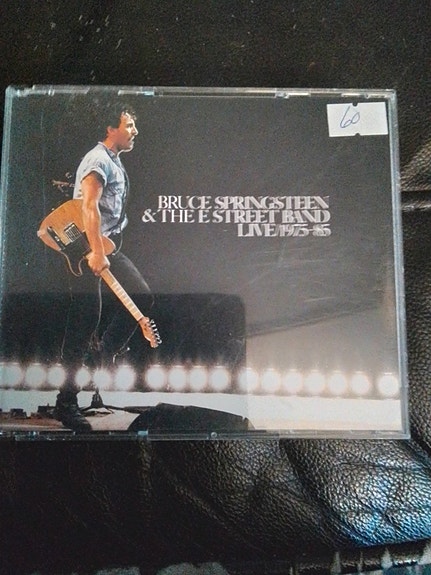 60
BRUCE SPRINGSTEEN
& THE E STREET BAND
LIVE/1975-85